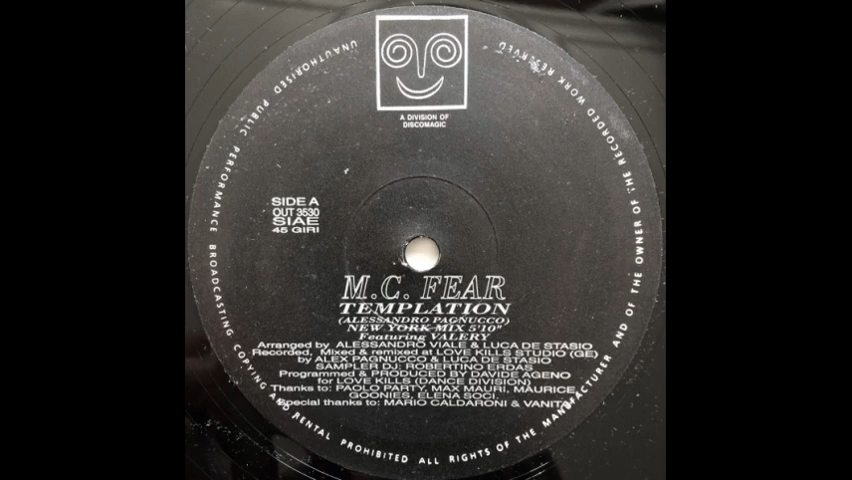 A DIVISION OF
DISCOMAGIC
SIDE A
OUT 3530
SIAE
45 GIRI
M.C. FEAR
TEMPLATION
(ALESSANDRO PAGNUCCO)
NEW YORK MIX 5'10"
Featuring VALERY
Arranged by ALESSANDRO VIALE & LUCA DE STASIO
Recorded, Mixed & remixed at LOVE KILLS STUDIO (GE)
by ALEX PAGNUCCO & LUCA DE STASIO
SAMPLER DJ: ROBERTINO ERDAS
Programmed & PRODUCED BY DAVIDE AGENO
for LOVE KILLS (DANCE DIVISION)
Thanks to: PAOLO PARTY, MAX MAURI, MAURICE,
GOONIES, ELENA SOCI.
Special thanks to: MARIO CALDARONI & VANITA
UNAUTHORISED PUBLIC PERFORMANCE BROADCASTING COPYING AND RENTAL PROHIBITED ALL RIGHTS OF THE MANUFACTURER AND OF THE OWNER OF THE RECORDED WORK RESERVED